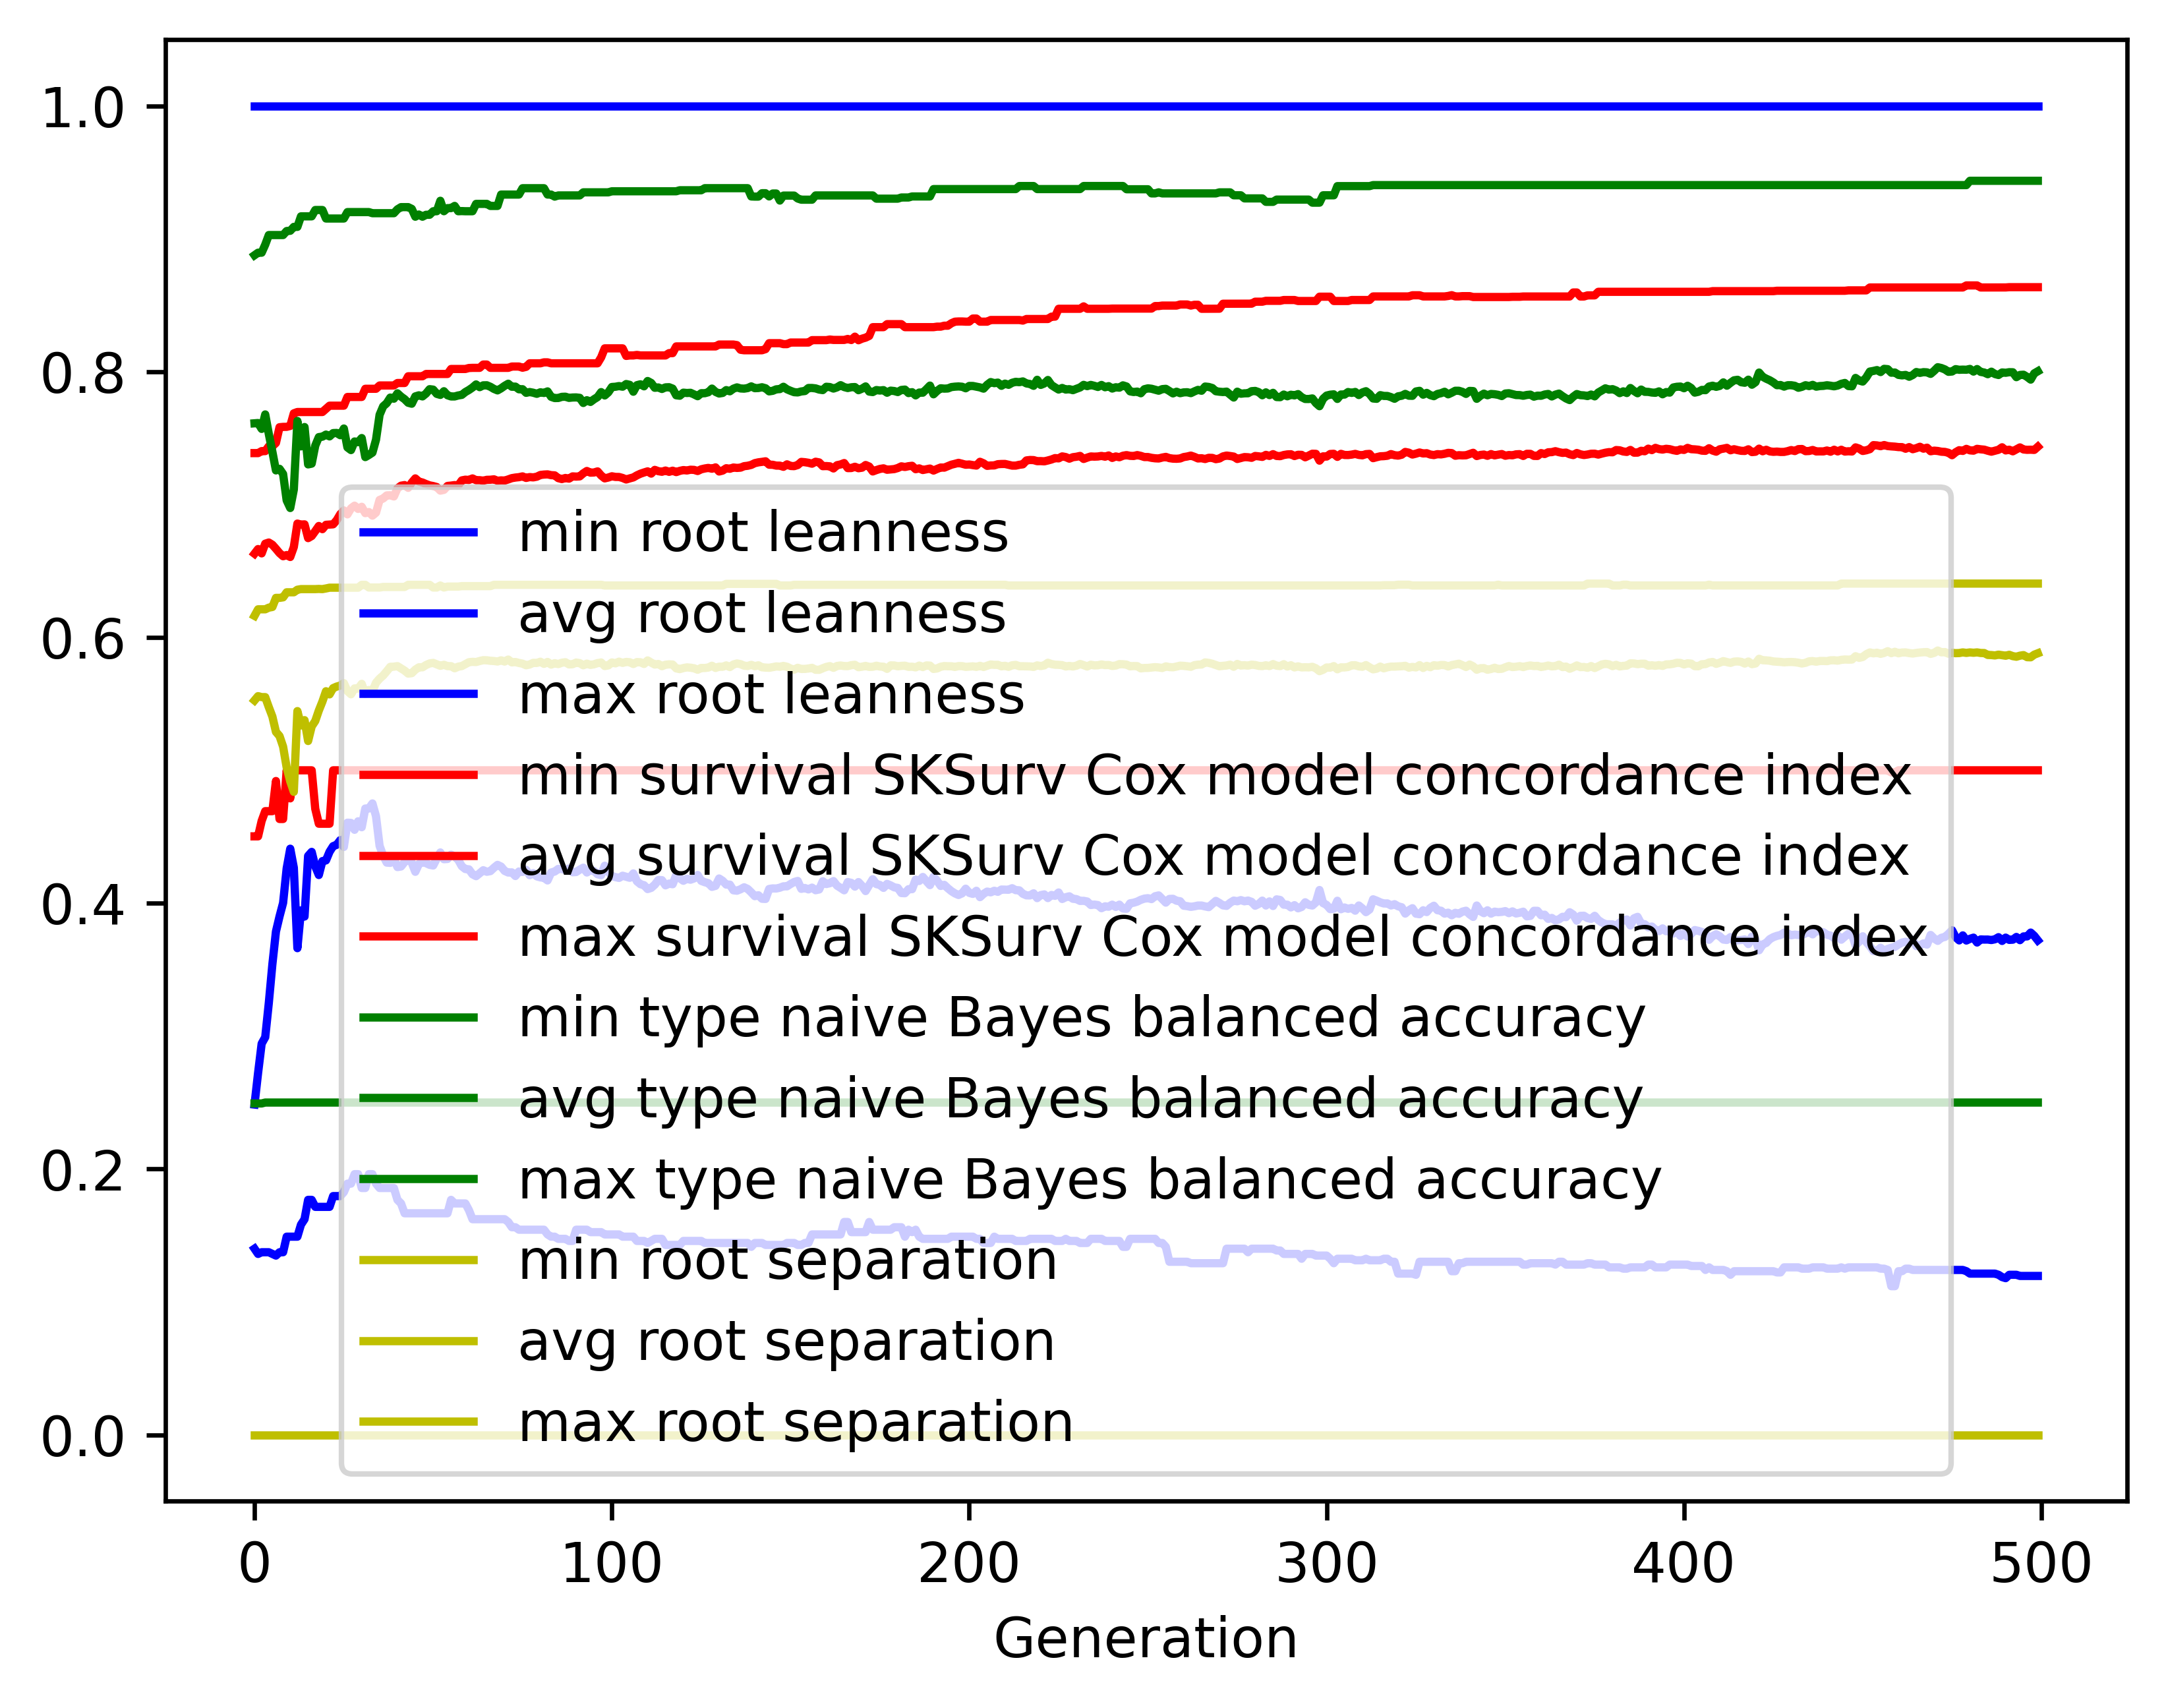 1.0
0.8
0.6
0.4
0.2
0.0
min root leanness
avg root leanness
max root leanness
min survival SKSurv Cox model concordance index
avg survival SKSurv Cox model concordance index
max survival SKSurv Cox model concordance index
min type naive Bayes balanced accuracy
avg type naive Bayes balanced accuracy
max type naive Bayes balanced accuracy
min root separation
avg root separation
max root separation
0 100 200 300 400 500
Generation